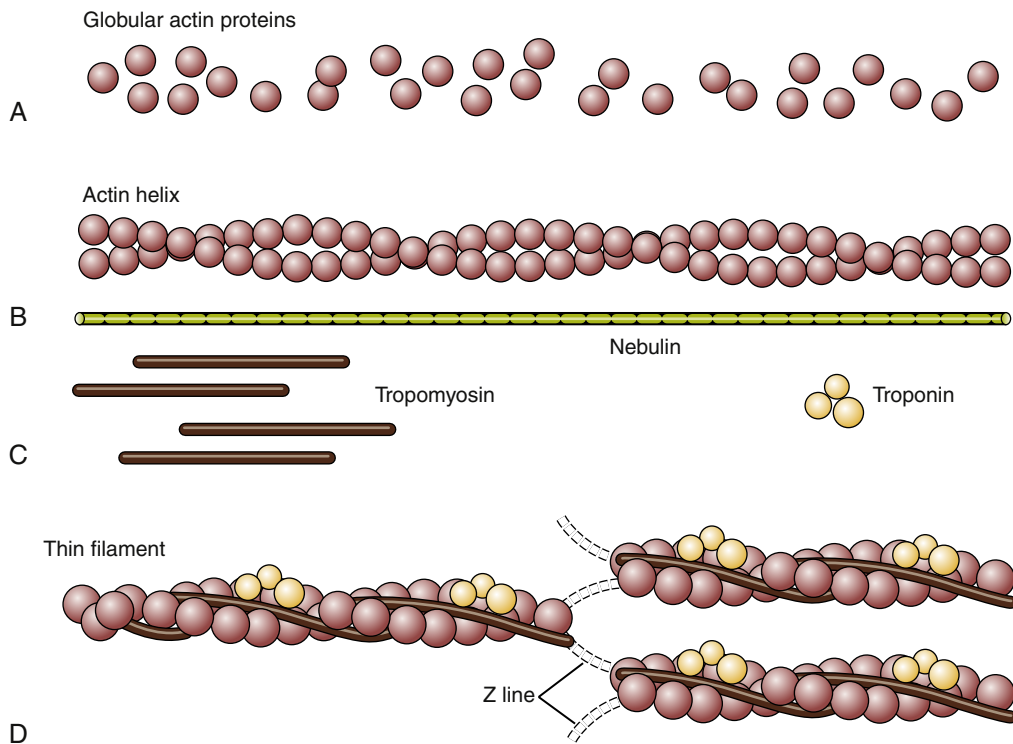 Globular actin proteins
A
Actin helix
B
Nebulin
Tropomyosin
Troponin
C
Thin filament
Z line
D